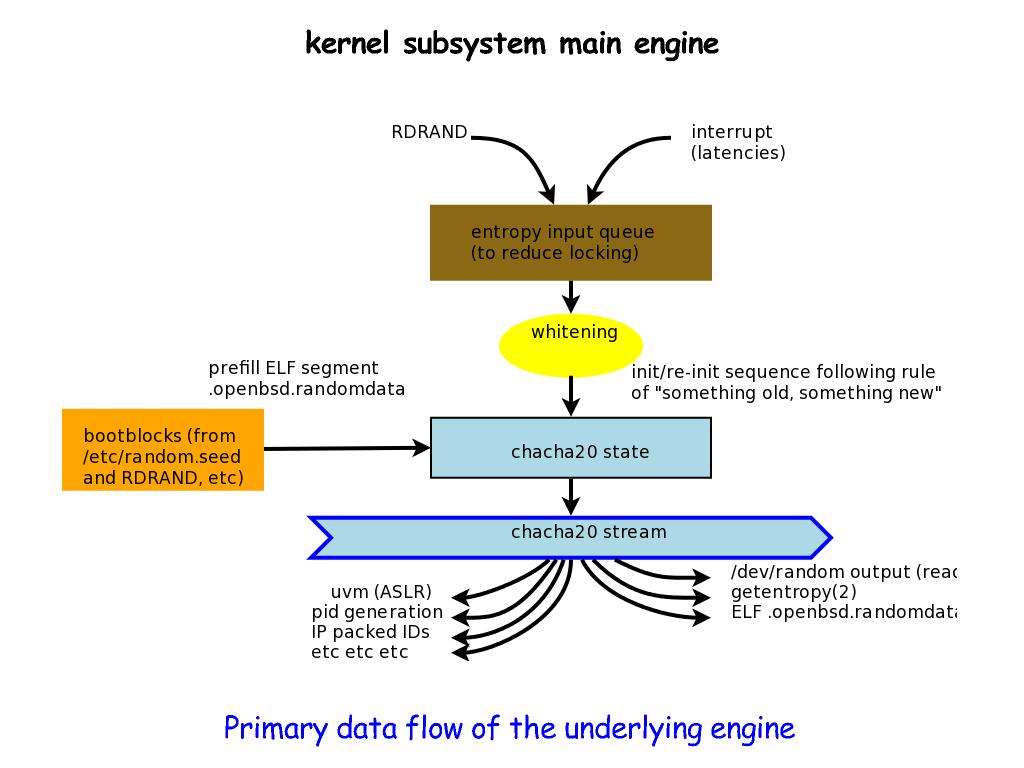 kernel subsystem main engine
RDRAND
interrupt
(latencies)
entropy input queue
(to reduce locking)
whitening
prefill ELF segment
.openbsd.randomdata
init/re-init sequence following rule
of "something old, something new"
bootblocks (from
/etc/random.seed
and RDRAND, etc)
chacha20 state
chacha20 stream
uvm (ASLR)
pid generation
IP packed IDs
etc etc etc
/dev/random output (read
getentropy(2)
ELF .openbsd.randomdata
Primary data flow of the underlying engine